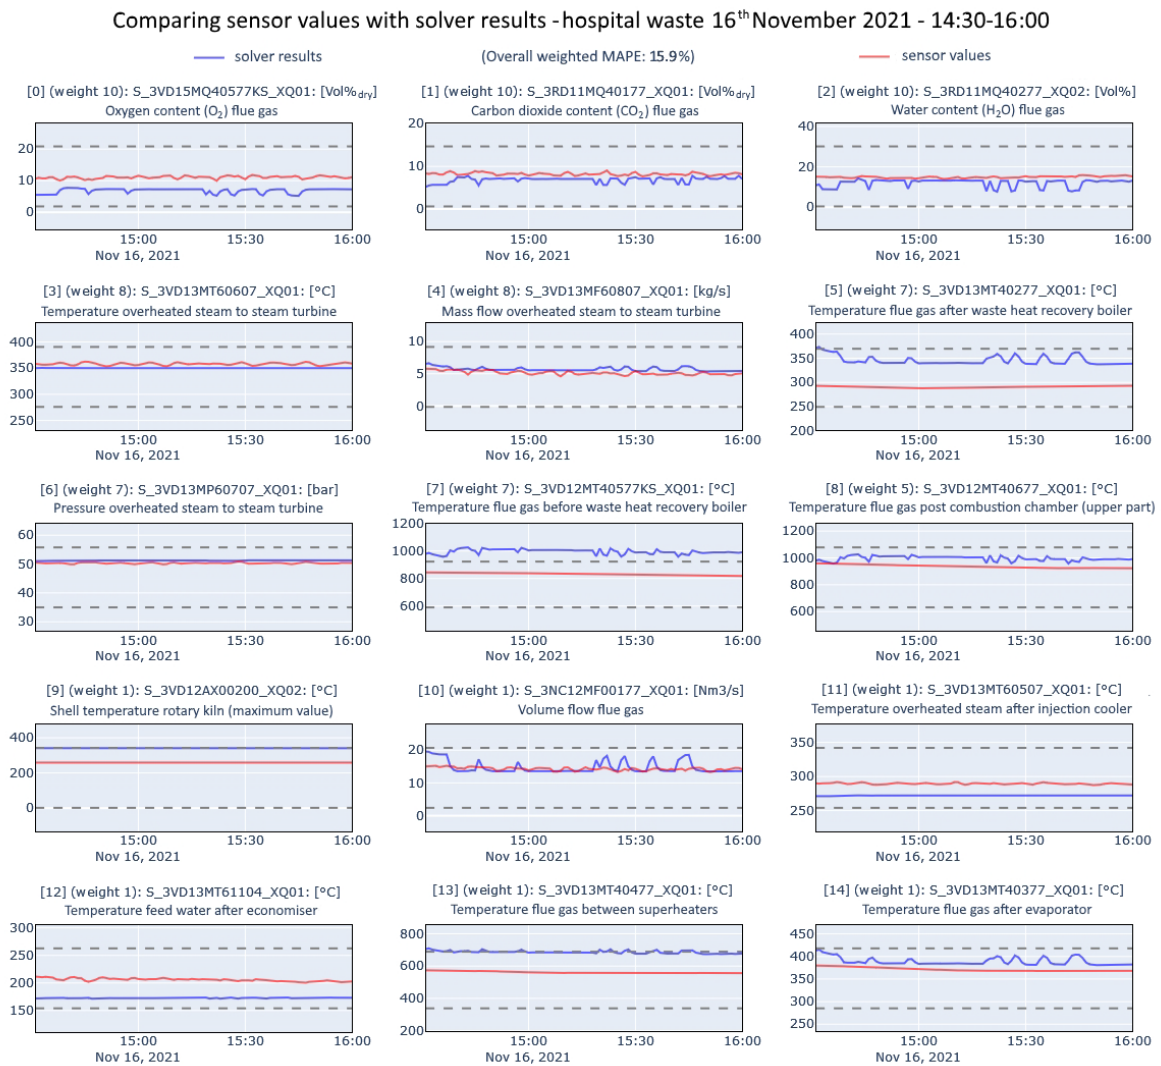 Comparing sensor values with solver results -hospital waste 16th November 2021 - 14:30-16:00
solver results (Overall weighted MAPE: 15.9%) sensor values
[0] (weight 10): S_3VD15MQ40577KS_XQ01: [Vol%dry]
Oxygen content (O2) flue gas
20
10
0
15:00 15:30 16:00
Nov 16, 2021
[1] (weight 10): S_3RD11MQ40177_XQ01: [Vol%dry]
Carbon dioxide content (CO2) flue gas
20
10
0
15:00 15:30 16:00
Nov 16, 2021
[2] (weight 10): S_3RD11MQ40277_XQ02: [Vol%]
Water content (H2O) flue gas
40
20
0
15:00 15:30 16:00
Nov 16, 2021
[3] (weight 8): S_3VD13MT60607_XQ01: [°C]
Temperature overheated steam to steam turbine
400
350
300
250
15:00 15:30 16:00
Nov 16, 2021
[4] (weight 8): S_3VD13MF60807_XQ01: [kg/s]
Mass flow overheated steam to steam turbine
10
5
0
15:00 15:30 16:00
Nov 16, 2021
[5] (weight 7): S_3VD13MT40277_XQ01: [°C]
Temperature flue gas after waste heat recovery boiler
400
350
300
250
200
15:00 15:30 16:00
Nov 16, 2021
[6] (weight 7): S_3VD13MP60707_XQ01: [bar]
Pressure overheated steam to steam turbine
60
50
40
30
15:00 15:30 16:00
Nov 16, 2021
[7] (weight 7): S_3VD12MT40577KS_XQ01: [°C]
Temperature flue gas before waste heat recovery boiler
1200
1000
800
600
15:00 15:30 16:00
Nov 16, 2021
[8] (weight 5): S_3VD12MT40677_XQ01: [°C]
Temperature flue gas post combustion chamber (upper part)
1200
1000
800
600
15:00 15:30 16:00
Nov 16, 2021
[9] (weight 1): S_3VD12AX00200_XQ02: [°C]
Shell temperature rotary kiln (maximum value)
400
200
0
15:00 15:30 16:00
Nov 16, 2021
[10] (weight 1): S_3NC12MF00177_XQ01: [Nm3/s]
Volume flow flue gas
20
10
0
15:00 15:30 16:00
Nov 16, 2021
[11] (weight 1): S_3VD13MT60507_XQ01: [°C]
Temperature overheated steam after injection cooler
350
300
250
15:00 15:30 16:00
Nov 16, 2021
[12] (weight 1): S_3VD13MT61104_XQ01: [°C]
Temperature feed water after economiser
300
250
200
150
15:00 15:30 16:00
Nov 16, 2021
[13] (weight 1): S_3VD13MT40477_XQ01: [°C]
Temperature flue gas between superheaters
800
600
400
200
15:00 15:30 16:00
Nov 16, 2021
[14] (weight 1): S_3VD13MT40377_XQ01: [°C]
Temperature flue gas after evaporator
450
400
350
300
250
15:00 15:30 16:00
Nov 16, 2021